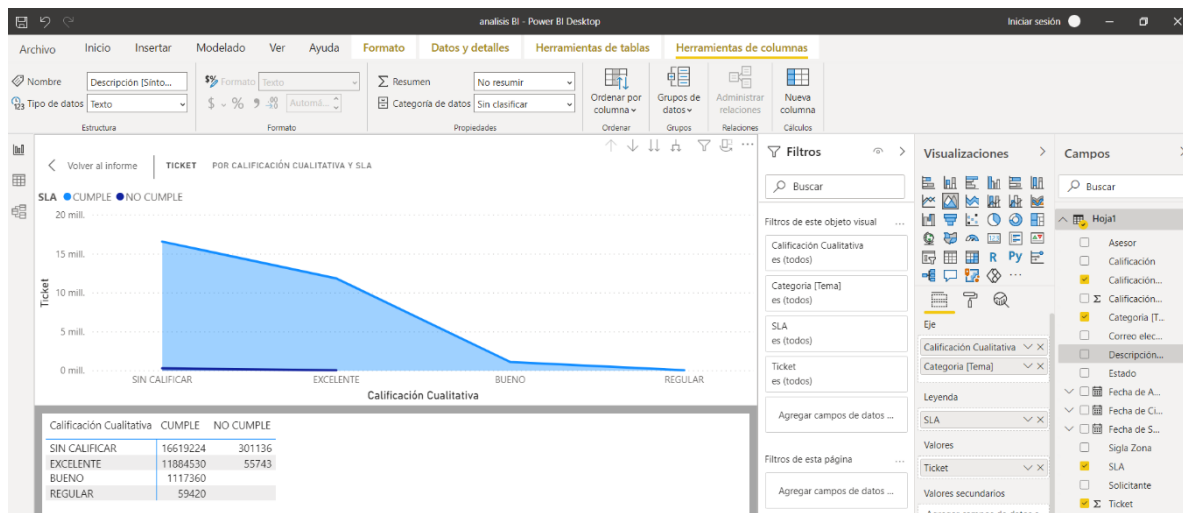 analisis BI - Power BI Desktop
Iniciar sesión
Archivo Inicio Insertar Modelado Ver Ayuda Formato Datos y detalles Herramientas de tablas Herramientas de columnas
Nombre Descripción [Sínto...
Tipo de datos Texto
Estructura
Formato Texto
$ % 9 Automá...
Formato
Resumen No resumir
Categoría de datos Sin clasificar
Propiedades
Ordenar por columna
Ordenar
Grupos de datos
Grupos
Administrar relaciones
Relaciones
Nueva columna
Cálculos
Volver al informe TICKET POR CALIFICACIÓN CUALITATIVA Y SLA
SLA CUMPLE NO CUMPLE
20 mill.
15 mill.
10 mill.
5 mill.
0 mill.
Ticket
SIN CALIFICAR EXCELENTE BUENO REGULAR
Calificación Cualitativa
Calificación Cualitativa CUMPLE NO CUMPLE
SIN CALIFICAR 16619224 301136
EXCELENTE 11884530 55743
BUENO 1117360
REGULAR 59420
Filtros
Buscar
Filtros de este objeto visual ...
Calificación Cualitativa
es (todos)
Categoria [Tema]
es (todos)
SLA
es (todos)
Ticket
es (todos)
Agregar campos de datos ...
Filtros de esta página ...
Agregar campos de datos ...
Visualizaciones
R Py
...
Eje
Calificación Cualitativa
Categoria [Tema]
Leyenda
SLA
Valores
Ticket
Valores secundarios
Campos
Buscar
Hoja1
Asesor
Calificación
Calificación...
Σ Calificación...
Categoria [T...
Correo elec...
Descripción...
Estado
Fecha de A...
Fecha de Ci...
Fecha de S...
Sigla Zona
SLA
Solicitante
Σ Ticket